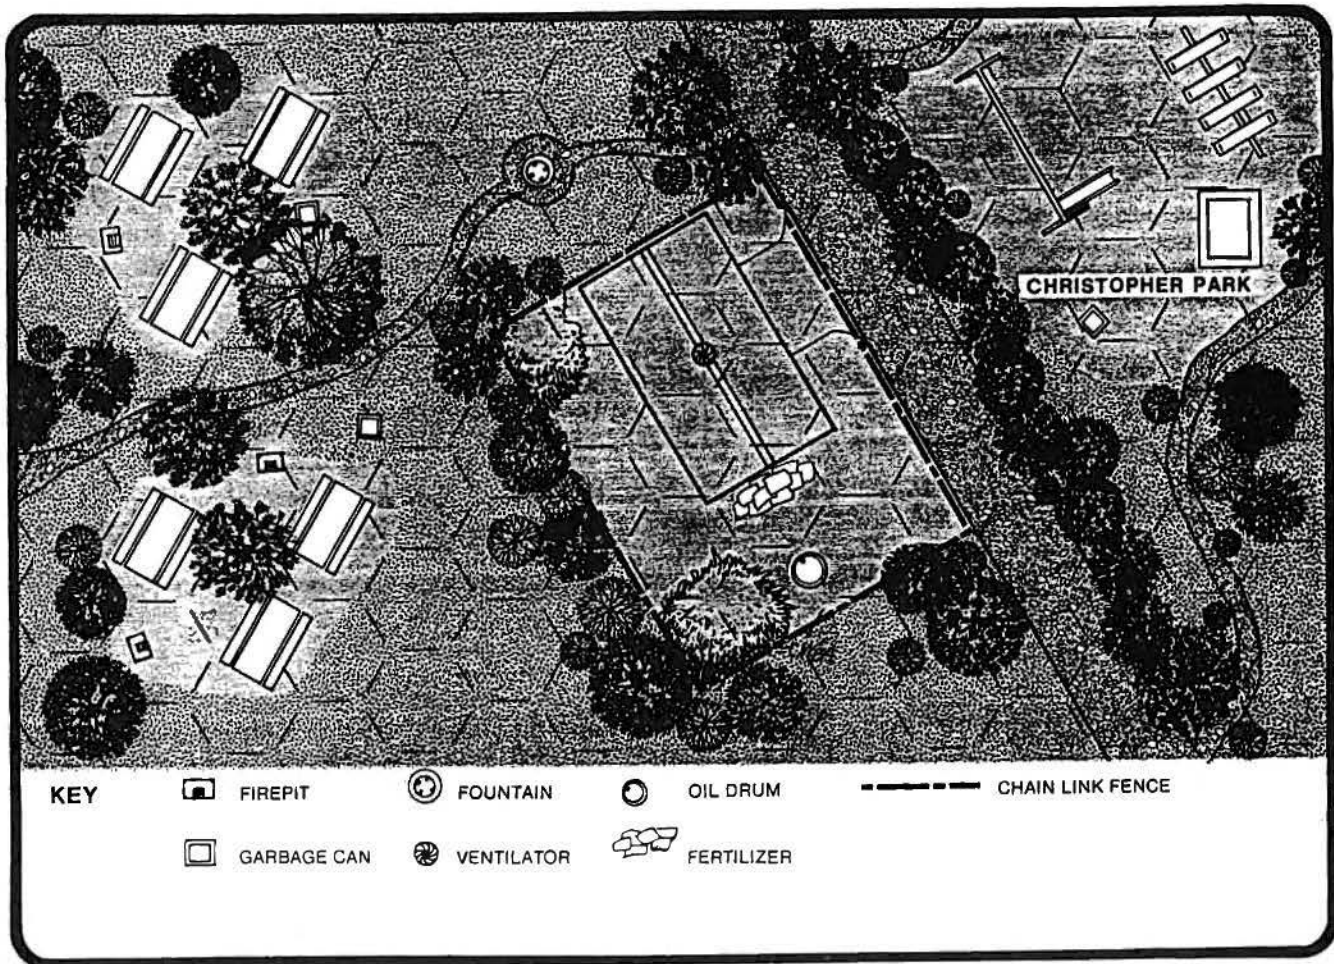 CHRISTOPHER PARK
KEY
FIREPIT
FOUNTAIN
OIL DRUM
CHAIN LINK FENCE
GARBAGE CAN
VENTILATOR
FERTILIZER